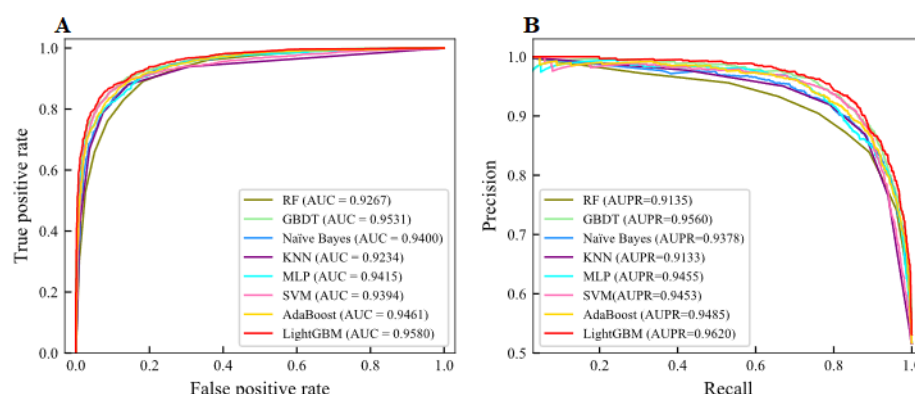 A
B
1.0
0.8
0.6
0.4
0.2
0.0
True positive rate
RF (AUC = 0.9267)
GBDT (AUC = 0.9531)
Naïve Bayes (AUC = 0.9400)
KNN (AUC = 0.9234)
MLP (AUC = 0.9415)
SVM (AUC = 0.9394)
AdaBoost (AUC = 0.9461)
LightGBM (AUC = 0.9580)
0.0 0.2 0.4 0.6 0.8 1.0
False positive rate
1.0
0.9
0.8
0.7
0.6
0.5
Precision
RF (AUPR=0.9135)
GBDT (AUPR=0.9560)
Naïve Bayes (AUPR=0.9378)
KNN (AUPR=0.9133)
MLP (AUPR=0.9455)
SVM(AUPR=0.9453)
AdaBoost (AUPR=0.9485)
LightGBM (AUPR=0.9620)
0.2 0.4 0.6 0.8
Recall